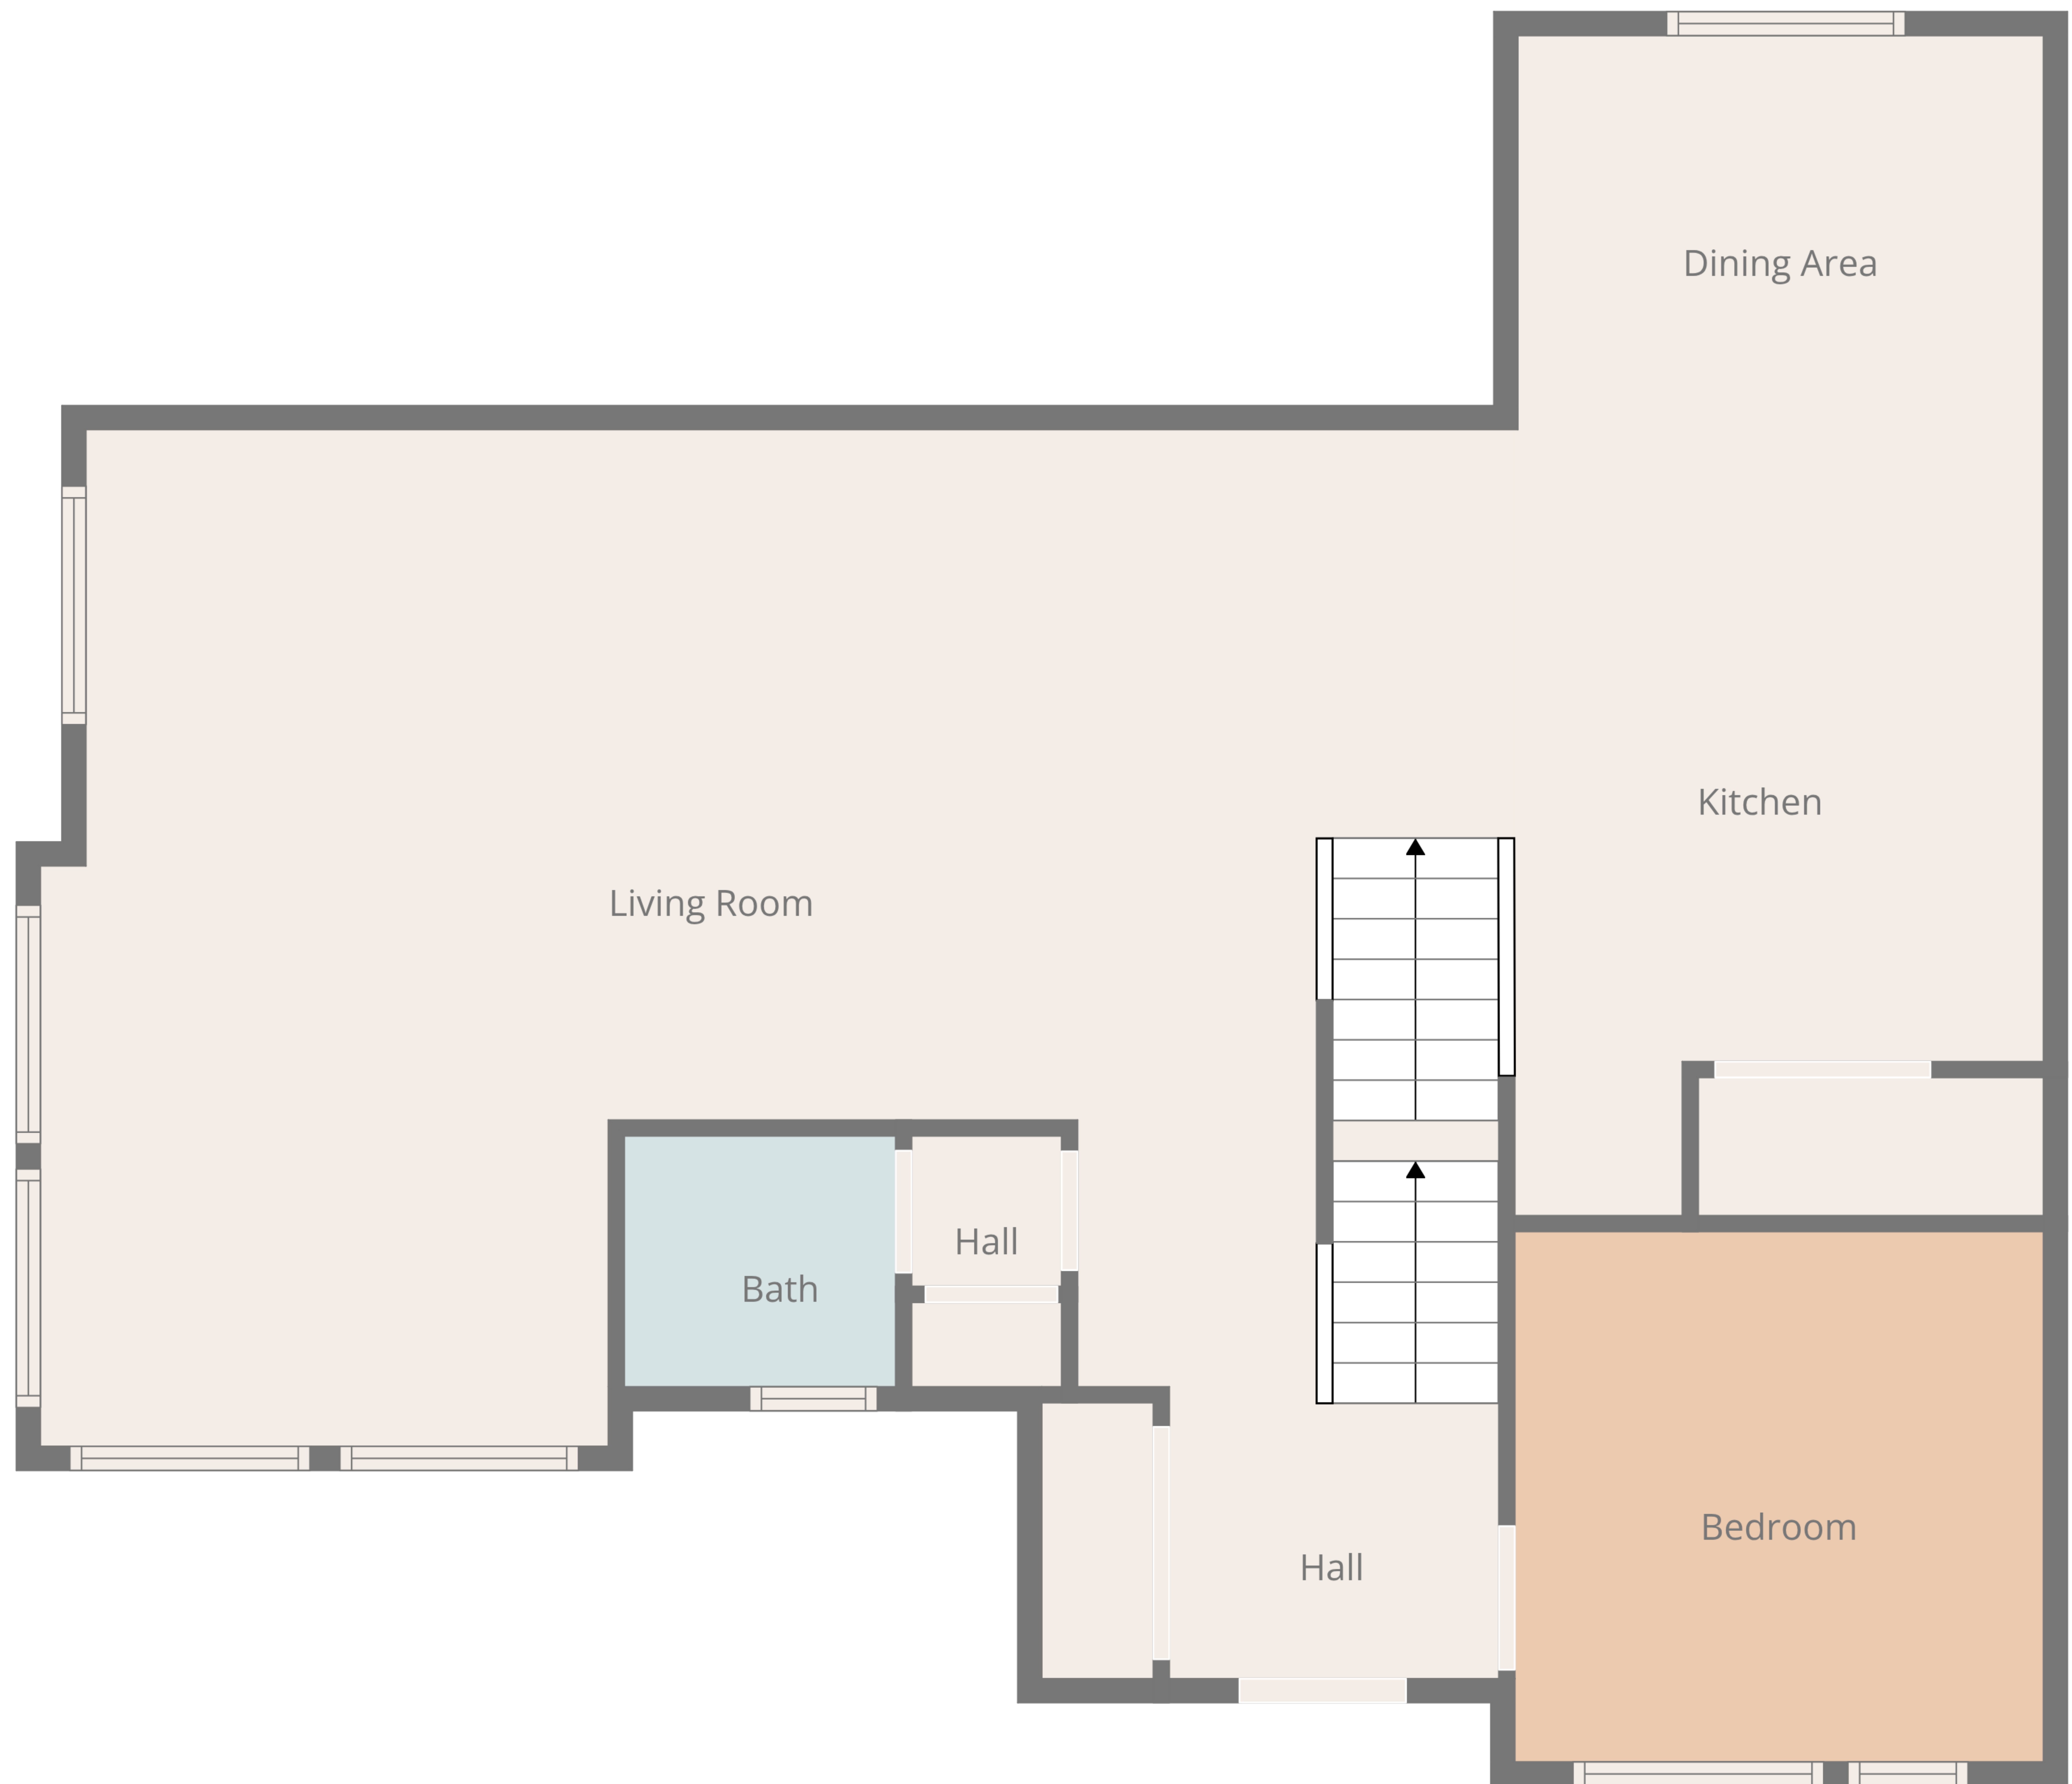 Dining Area
Kitchen
Living Room
Hall
Bath
Bedroom
Hall